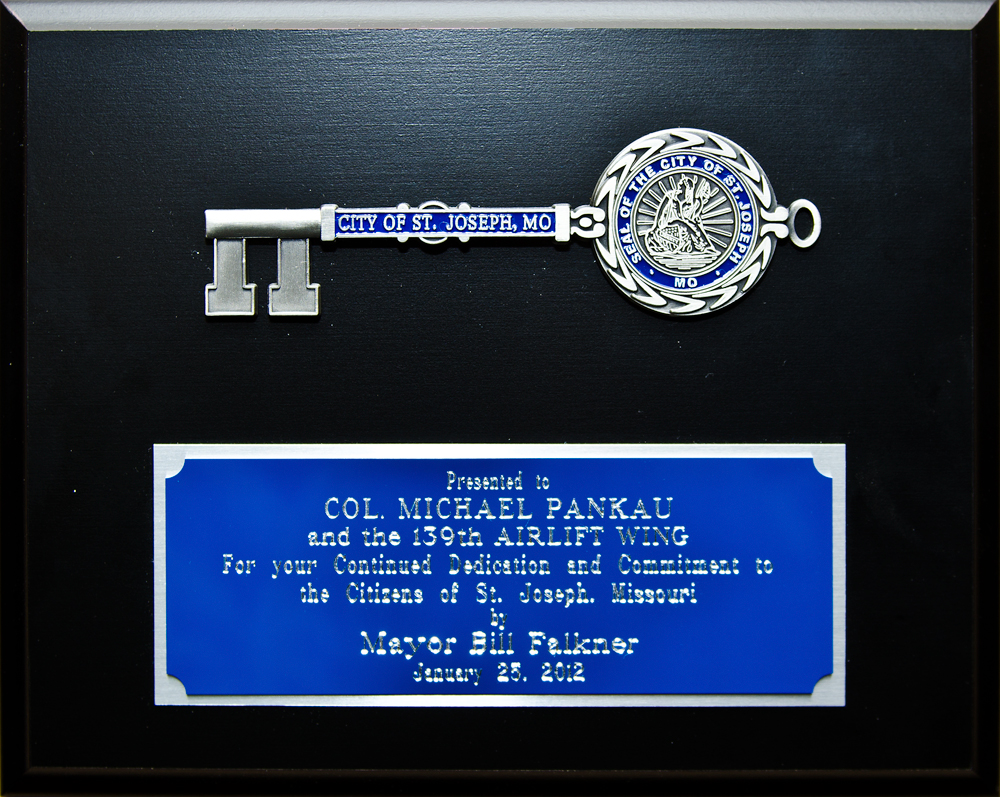 CITY OF ST. JOSEPH, MO
SEAL OF THE CITY OF ST. JOSEPH
MO
Presented to
COL. MICHAEL PANKAU
and the 139th AIRLIFT WING
For your Continued Dedication and Commitment to
the Citizens of St. Joseph, Missouri
by
Mayor Bill Falkner
January 25, 2012